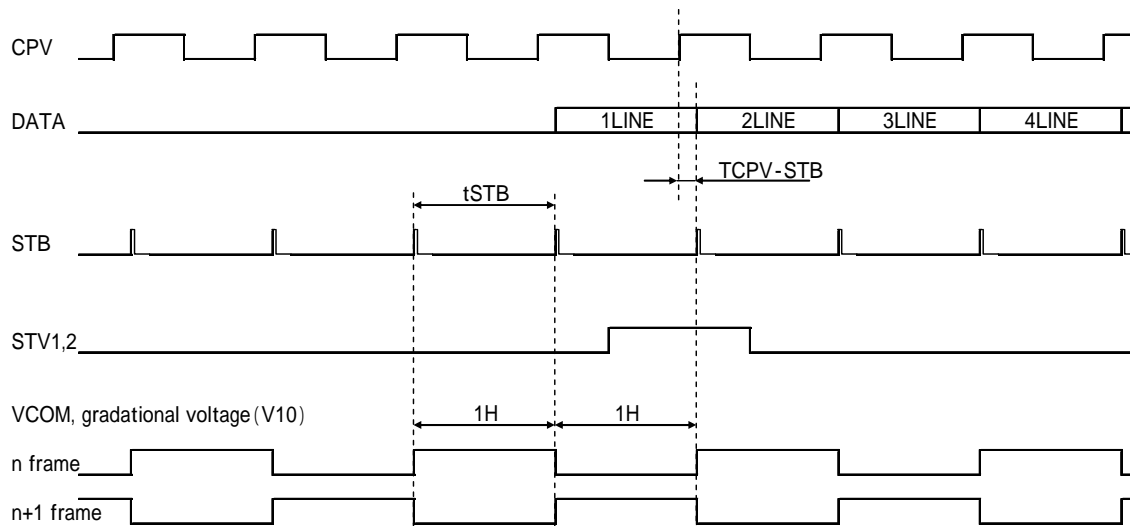 CPV
DATA
1LINE 2LINE 3LINE 4LINE
TCPV-STB
tSTB
STB
STV1,2
VCOM, gradational voltage(V10)
1H 1H
n frame
n+1 frame